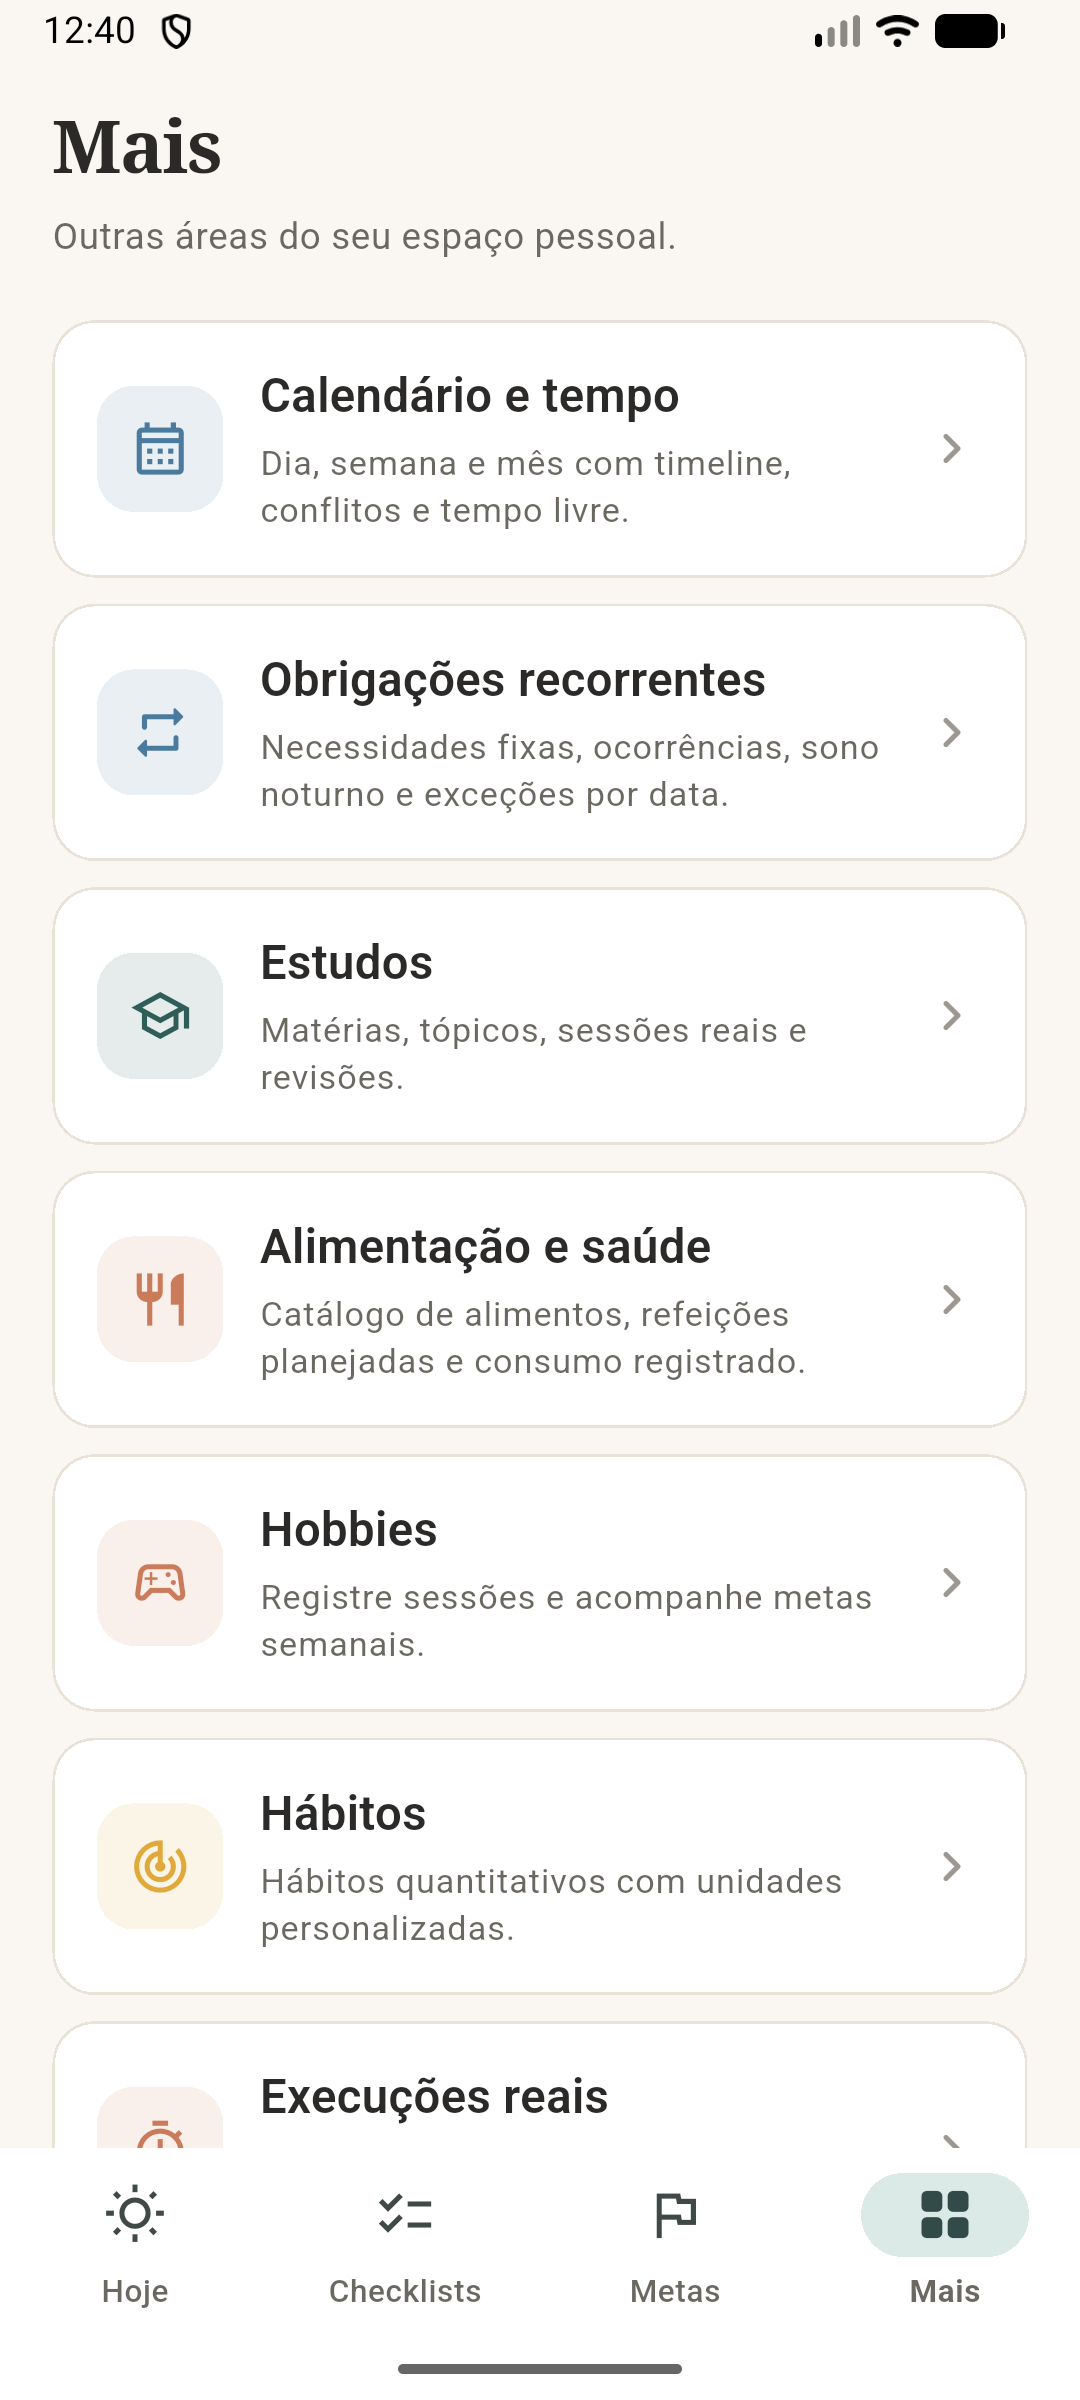 12:40
Mais
Outras áreas do seu espaço pessoal.
Calendário e tempo
Dia, semana e mês com timeline,
conflitos e tempo livre.
Obrigações recorrentes
Necessidades fixas, ocorrências, sono
noturno e exceções por data.
Estudos
Matérias, tópicos, sessões reais e
revisões.
Alimentação e saúde
Catálogo de alimentos, refeições
planejadas e consumo registrado.
Hobbies
Registre sessões e acompanhe metas
semanais.
Hábitos
Hábitos quantitativos com unidades
personalizadas.
Execuções reais
Hoje
Checklists
Metas
Mais